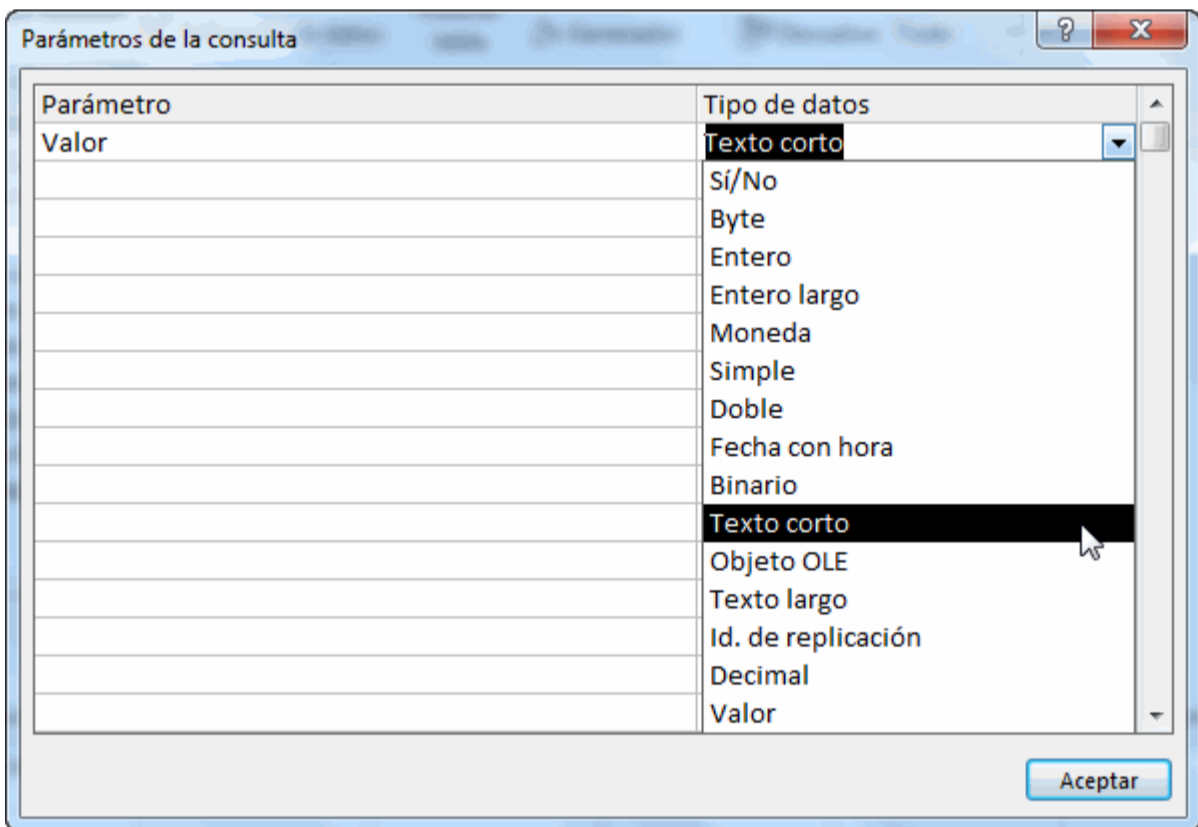 Parámetros de la consulta
Parámetro Tipo de datos
Valor Texto corto
Sí/No
Byte
Entero
Entero largo
Moneda
Simple
Doble
Fecha con hora
Binario
Texto corto
Objeto OLE
Texto largo
Id. de replicación
Decimal
Valor
Aceptar